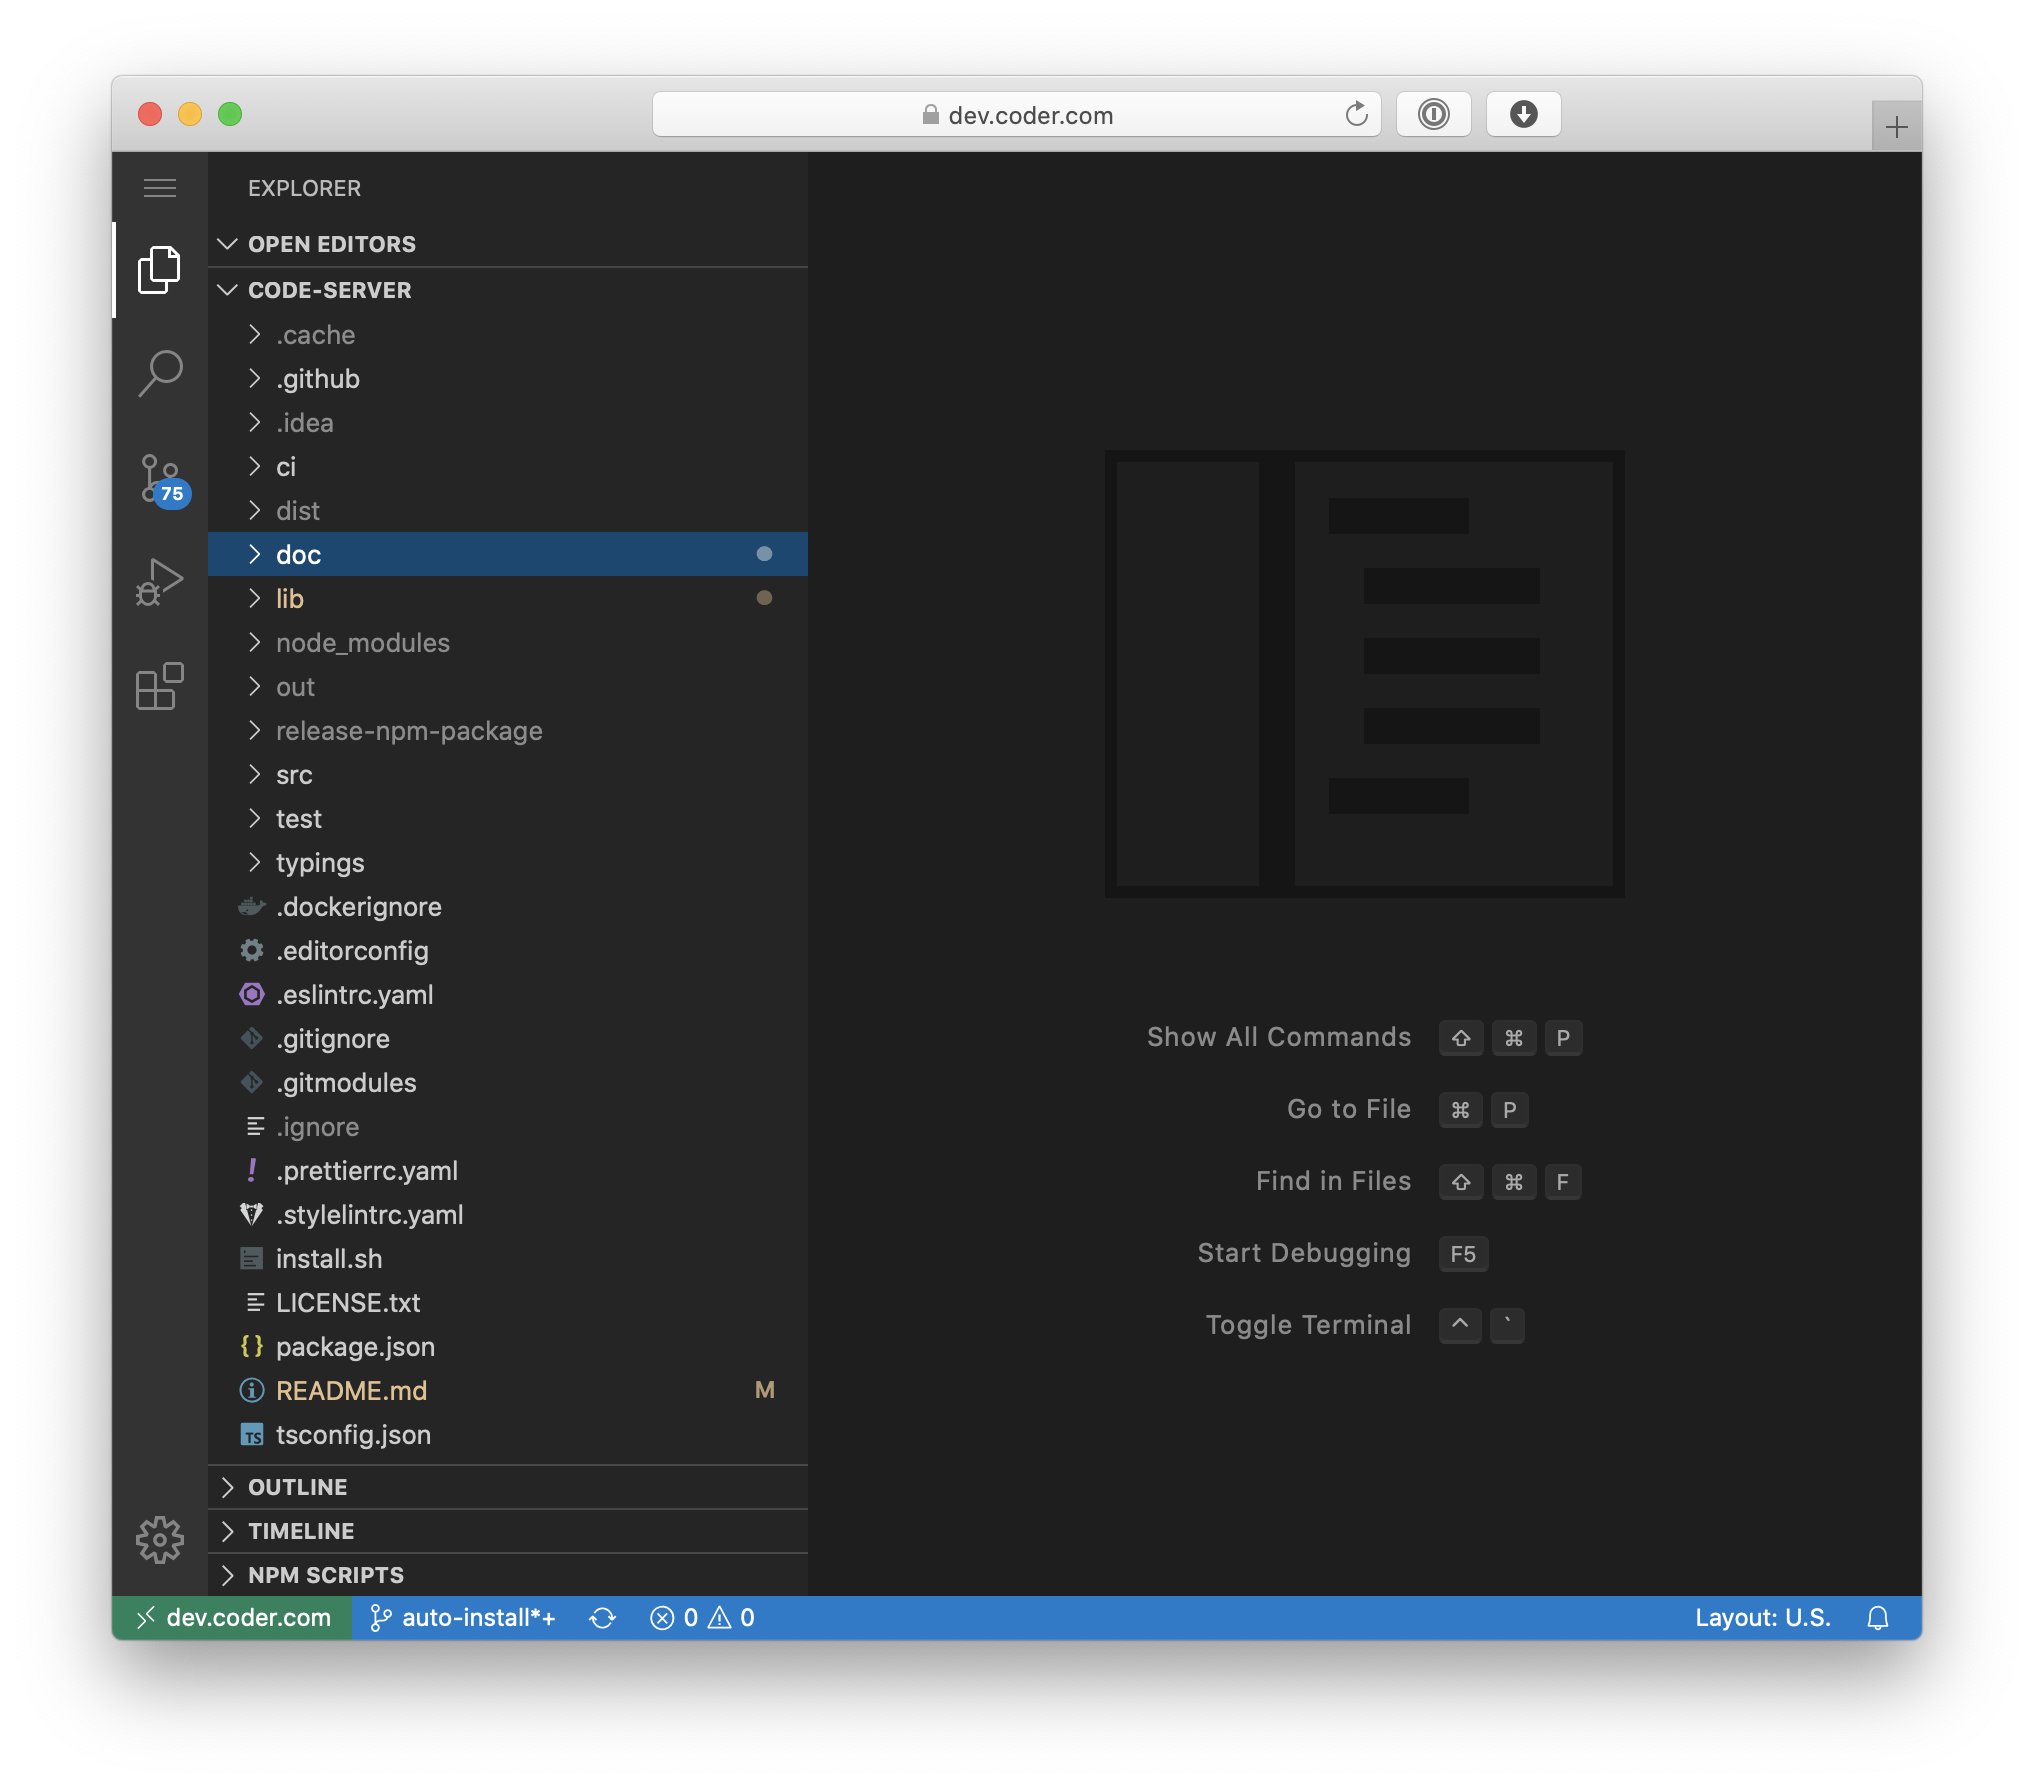 dev.coder.com
EXPLORER
OPEN EDITORS
CODE-SERVER
.cache
.github
.idea
ci
dist
doc
lib
node_modules
out
release-npm-package
src
test
typings
.dockerignore
.editorconfig
.eslintrc.yaml
.gitignore
.gitmodules
.ignore
.prettierrc.yaml
.stylelintrc.yaml
install.sh
LICENSE.txt
package.json
README.md M
TS tsconfig.json
OUTLINE
TIMELINE
NPM SCRIPTS
75
Show All Commands ⇧ ⌘ P
Go to File ⌘ P
Find in Files ⇧ ⌘ F
Start Debugging F5
Toggle Terminal ^ `
dev.coder.com auto-install*+ 0 0 Layout: U.S.